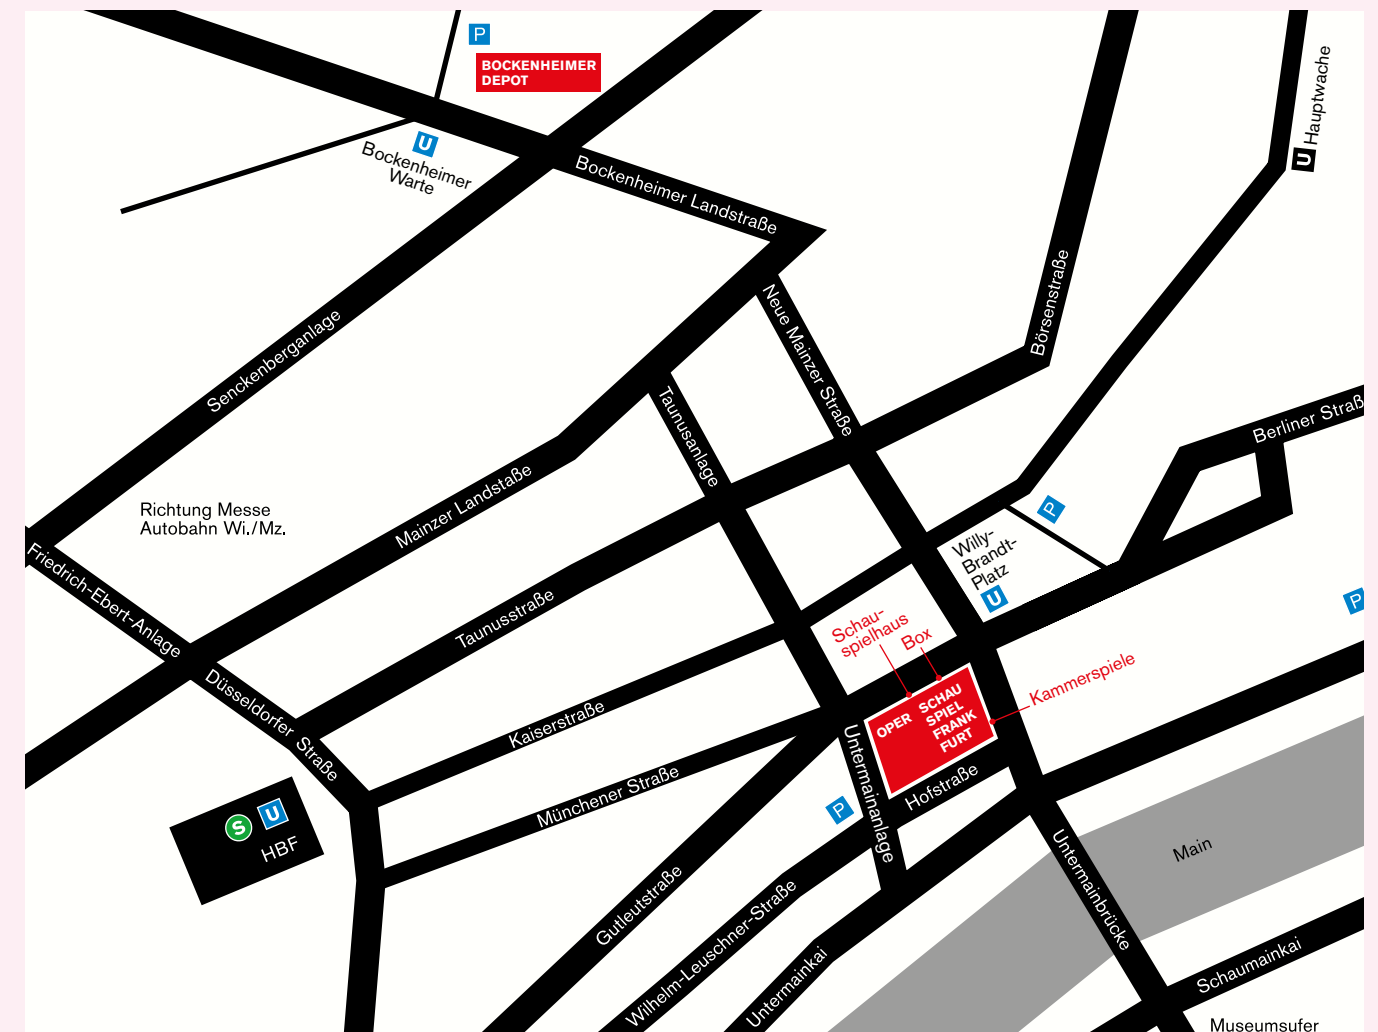 P
BOCKENHEIMER
DEPOT
U Hauptwache
U
Bockenheimer
Warte
Bockenheimer Landstraße
Neue Mainzer Straße
Börsenstraße
Senckenberganlage
Taunusanlage
Berliner Straß
Richtung Messe
Autobahn Wi./Mz.
Mainzer Landstaße
P
Willy-
Brandt-
Platz
U
Friedrich-Ebert-Anlage
Taunusstraße
P
Schau-
spielhaus
Box
Kammerspiele
Düsseldorfer Straße
Kaiserstraße
OPER
SCHAU
SPIEL
FRANK
FURT
Untermainanlage
Hofstraße
Münchener Straße
P
S U
HBF
Main
Untermainbrücke
Gutleutstraße
Wilhelm-Leuschner-Straße
Untermainkai
Schaumainkai
Museumsufer